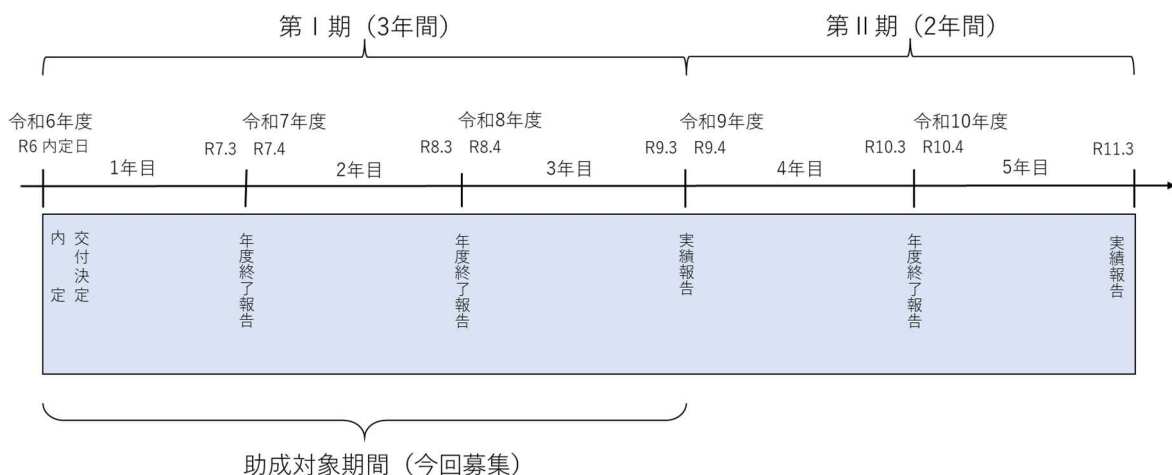 第Ⅰ期（3年間）
第Ⅱ期（2年間）
令和6年度
令和7年度
令和8年度
令和9年度
令和10年度
R6 内定日
R7.3
R7.4
R8.3
R8.4
R9.3
R9.4
R10.3
R10.4
R11.3
1年目
2年目
3年目
4年目
5年目
内定
交付決定
年度終了報告
年度終了報告
実績報告
年度終了報告
実績報告
助成対象期間（今回募集）